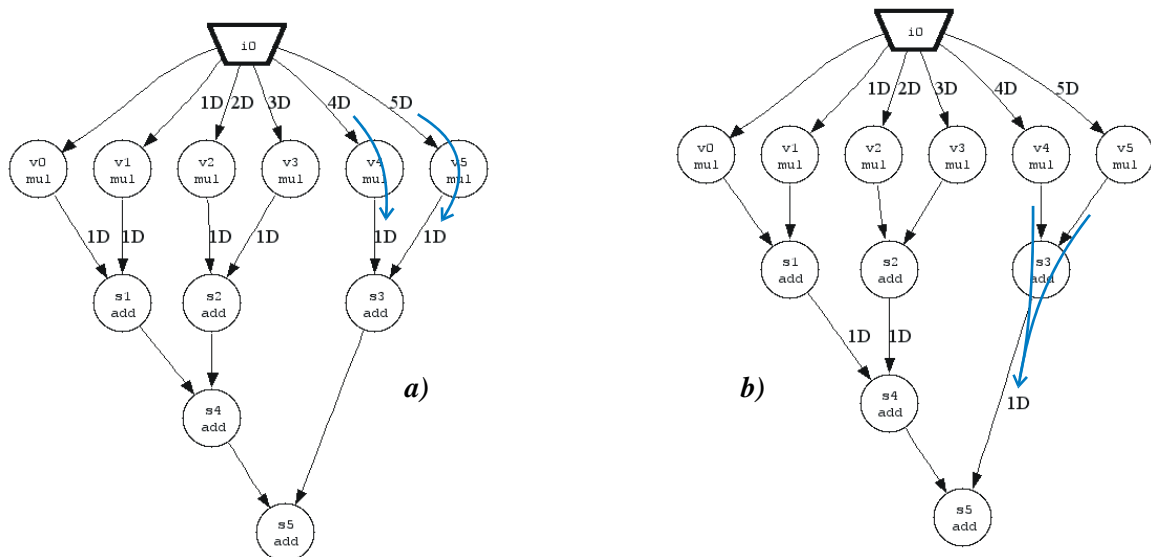 i0
1D 2D 3D 4D 5D
v0 mul
v1 mul
v2 mul
v3 mul
v4 mul
v5 mul
1D 1D 1D 1D 1D 1D
s1 add
s2 add
s3 add
s4 add
s5 add
a)
i0
1D 2D 3D 4D 5D
v0 mul
v1 mul
v2 mul
v3 mul
v4 mul
v5 mul
s1 add
s2 add
s3 add
1D 1D
1D
s4 add
s5 add
b)